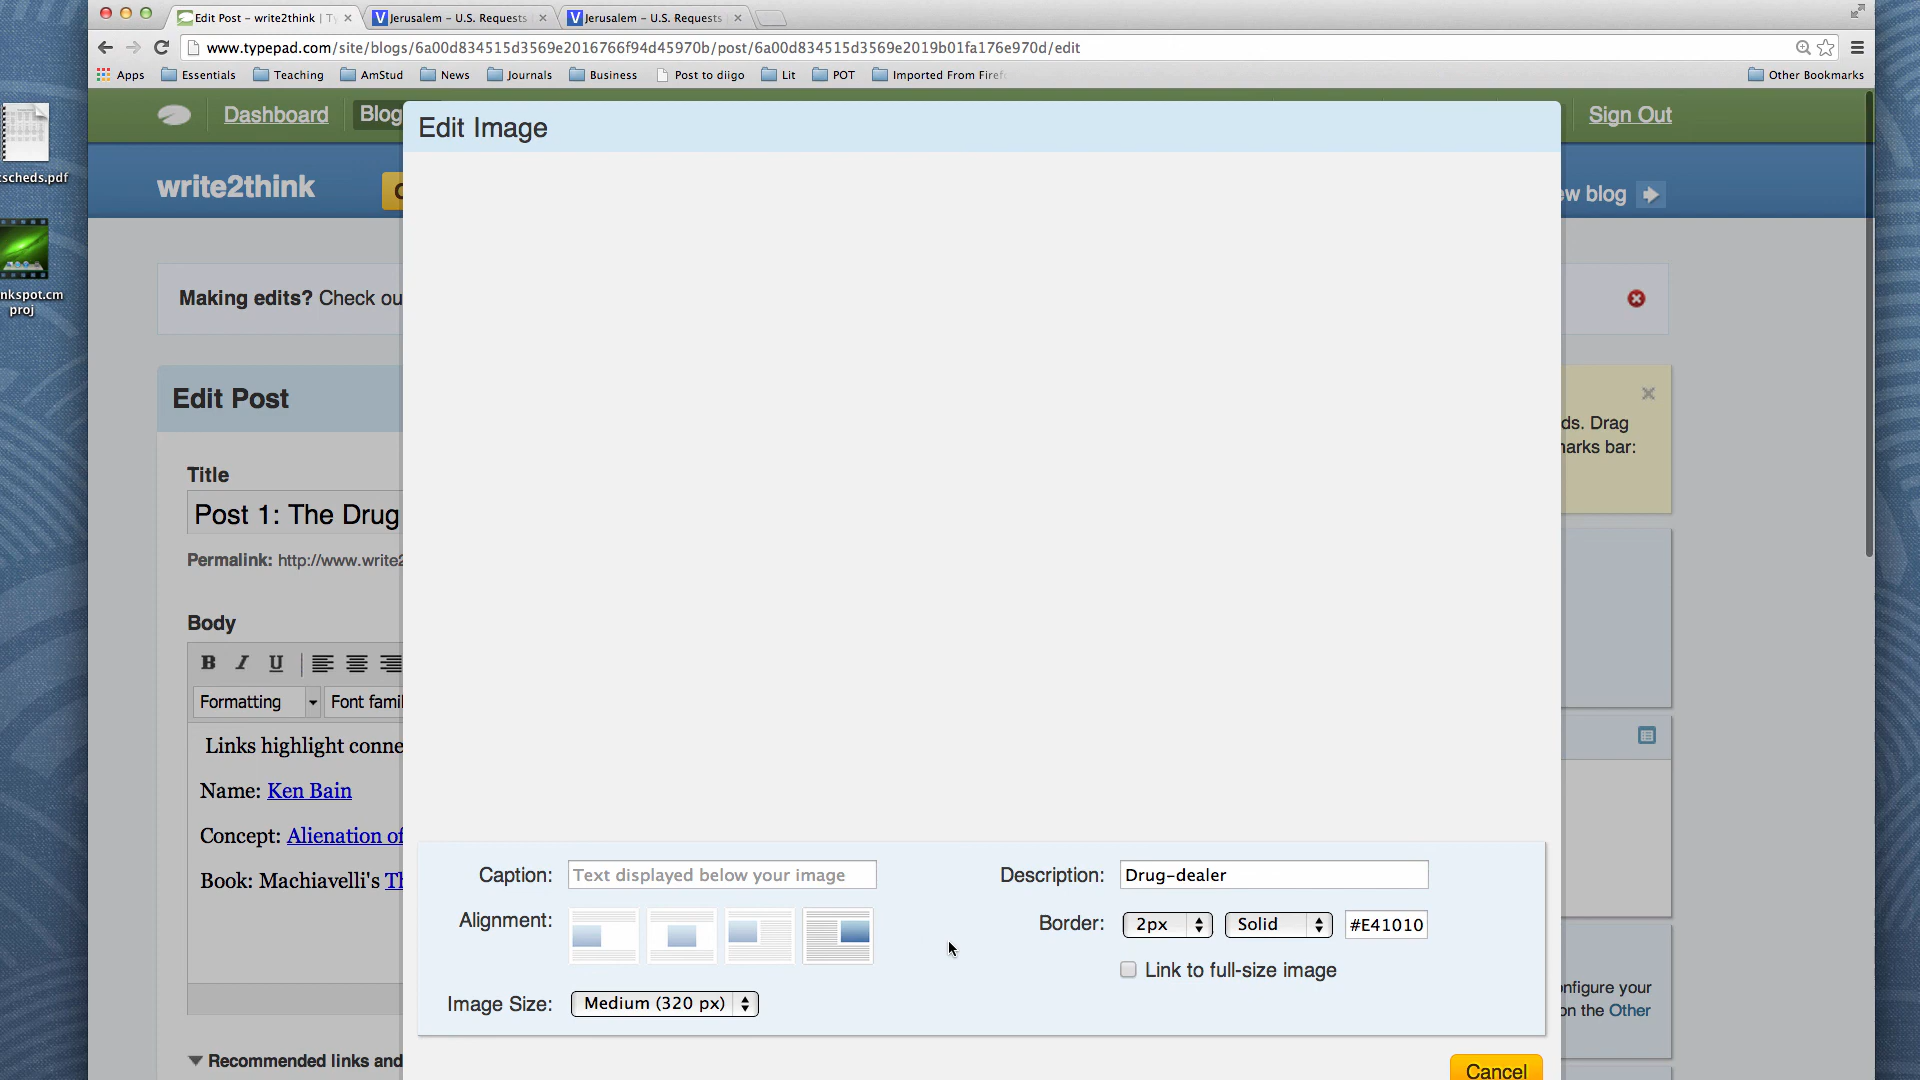 Edit Post – write2think | T
Jerusalem – U.S. Requests
Jerusalem – U.S. Requests
www.typepad.com/site/blogs/6a00d834515d3569e2016766f94d45970b/post/6a00d834515d3569e2019b01fa176e970d/edit
Apps Essentials Teaching AmStud News Journals Business Post to diigo Lit POT Imported From Firef Other Bookmarks
Dashboard Blog Sign Out
Edit Image
scheds.pdf
write2think
ew blog
nkspot.cm
proj
Making edits? Check ou
Edit Post
ds. Drag
arks bar:
Title
Post 1: The Drug
Permalink: http://www.write2
Body
B I U
Formatting Font famil
Links highlight conne
Name: Ken Bain
Concept: Alienation of
Book: Machiavelli's Th
Caption: Text displayed below your image
Description: Drug-dealer
Alignment:
Border: 2px Solid #E41010
Link to full-size image
Image Size: Medium (320 px)
nfigure your
on the Other
Recommended links and
Cancel